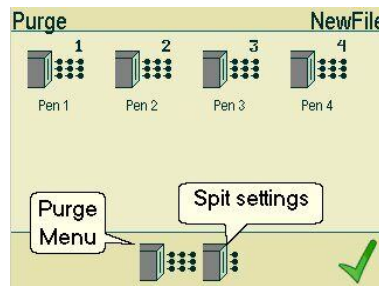 Purge NewFile
1 2 3 4
Pen 1 Pen 2 Pen 3 Pen 4
Spit settings
Purge
Menu